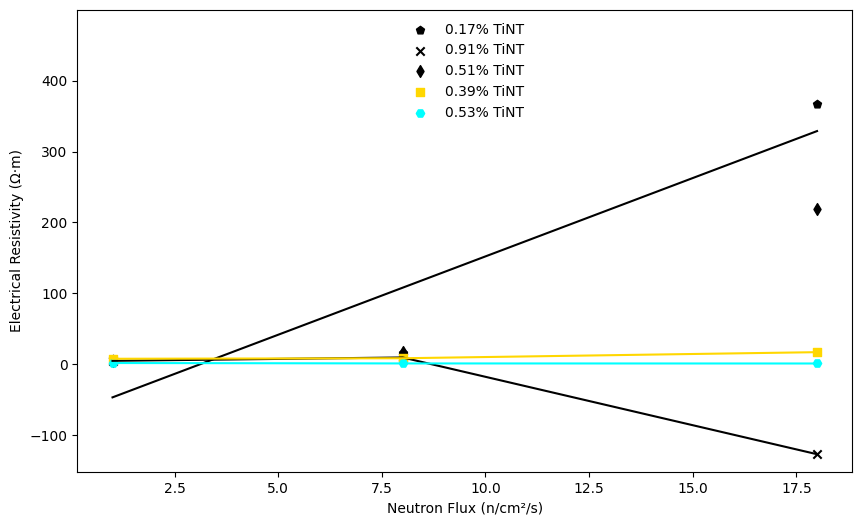 0.17% TiNT
0.91% TiNT
0.51% TiNT
0.39% TiNT
0.53% TiNT
400
300
200
100
0
−100
Electrical Resistivity (Ω·m)
2.5 5.0 7.5 10.0 12.5 15.0 17.5
Neutron Flux (n/cm²/s)